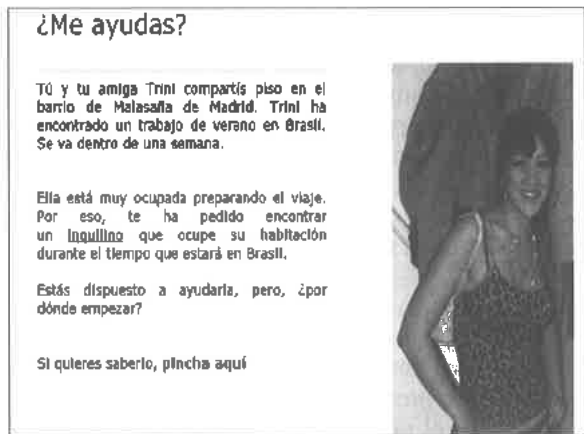 ¿Me ayudas?
Tú y tu amiga Trini compartís piso en el
barrio de Malasaña de Madrid. Trini ha
encontrado un trabajo de verano en Brasil.
Se va dentro de una semana.
Ella está muy ocupada preparando el viaje.
Por eso, te ha pedido encontrar
un inquilino que ocupe su habitación
durante el tiempo que estará en Brasil.
Estás dispuesto a ayudarla, pero, ¿por
dónde empezar?
Si quieres saberlo, pincha aquí